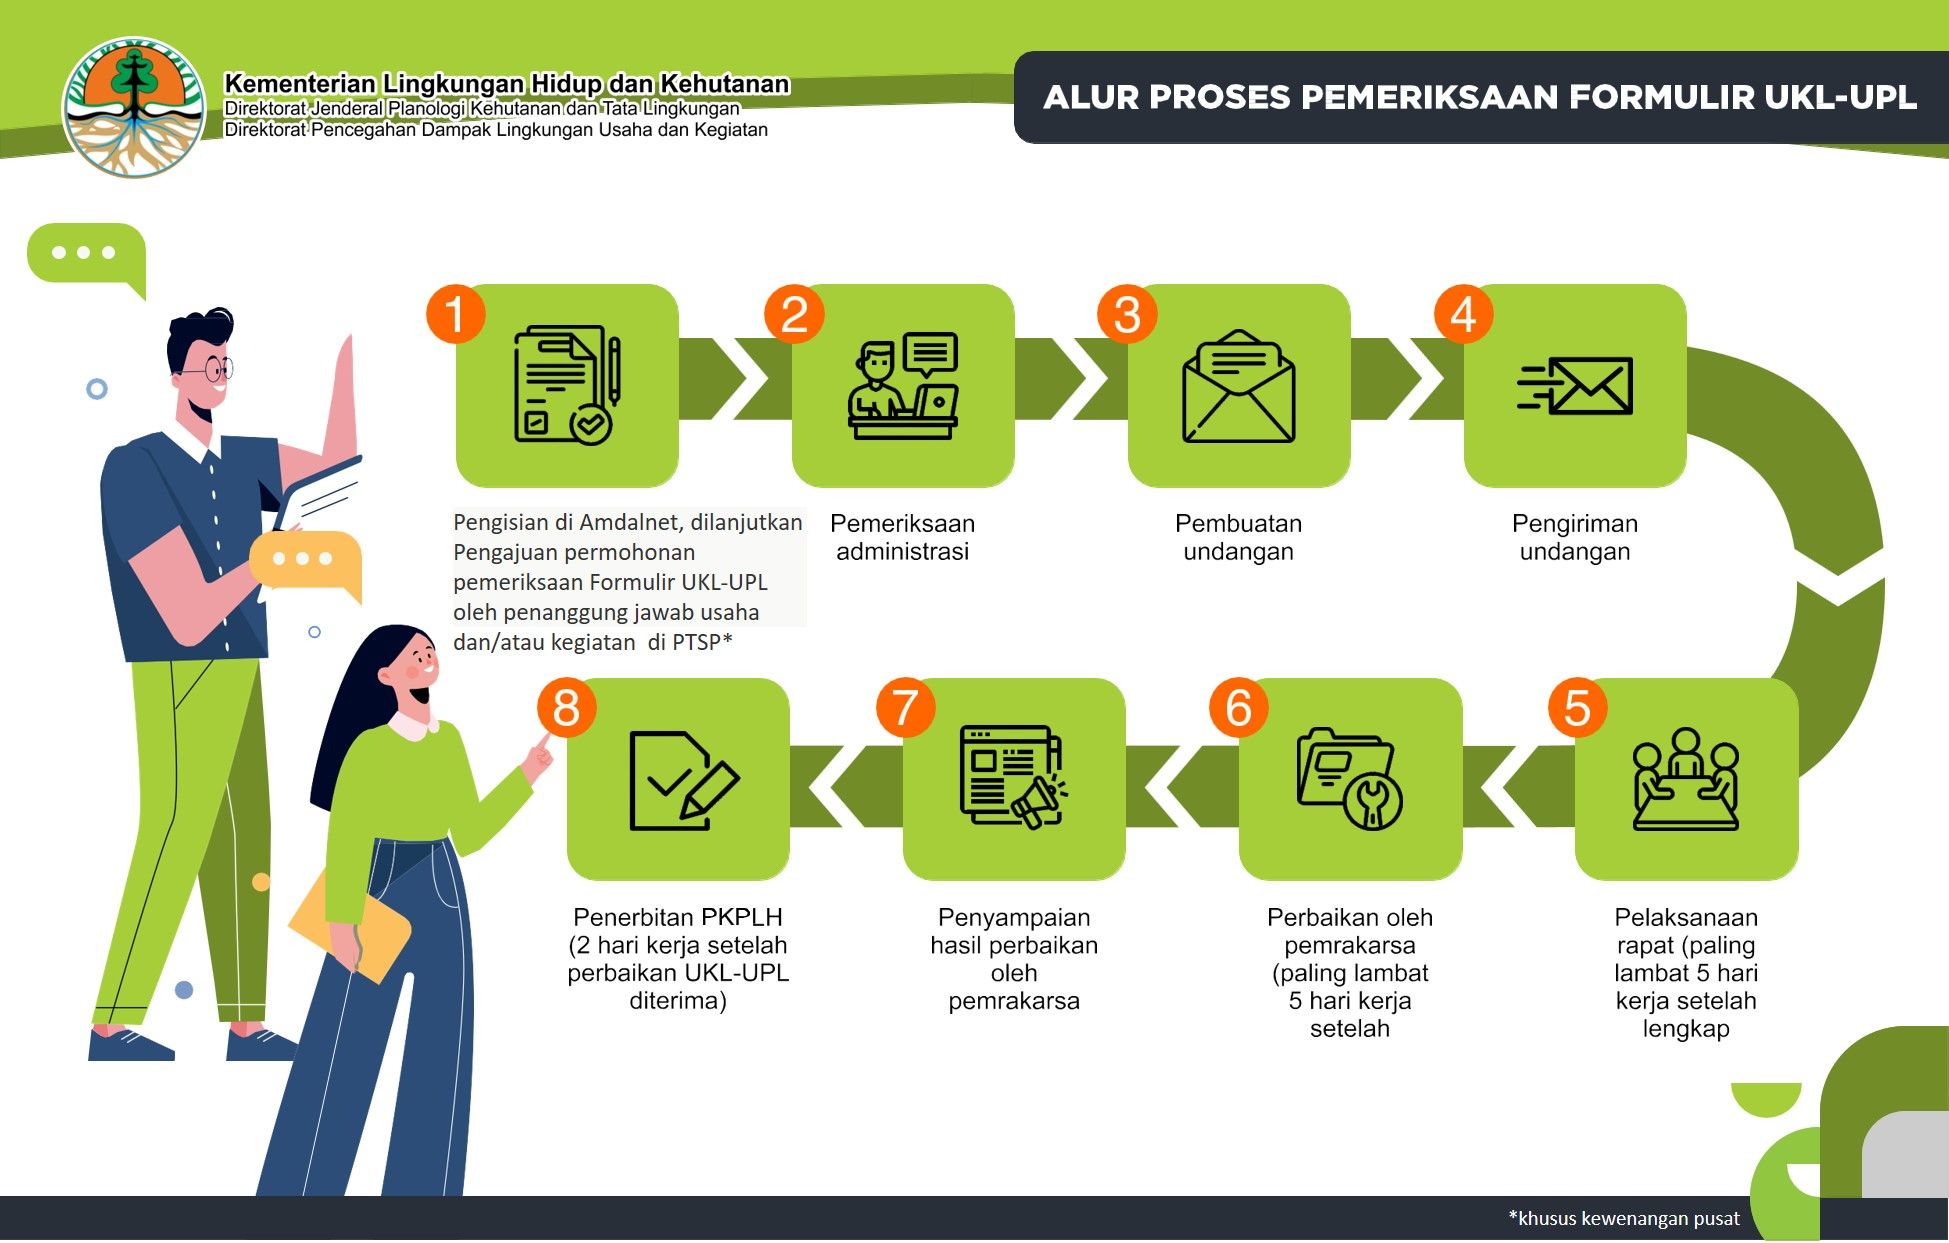 Kementerian Lingkungan Hidup dan Kehutanan
Direktorat Jenderal Planologi Kehutanan dan Tata Lingkungan
Direktorat Pencegahan Dampak Lingkungan Usaha dan Kegiatan
ALUR PROSES PEMERIKSAAN FORMULIR UKL-UPL
1
Pengisian di Amdalnet, dilanjutkan
Pengajuan permohonan
pemeriksaan Formulir UKL-UPL
oleh penanggung jawab usaha
dan/atau kegiatan di PTSP*
2
Pemeriksaan
administrasi
3
Pembuatan
undangan
4
Pengiriman
undangan
5
Pelaksanaan
rapat (paling
lambat 5 hari
kerja setelah
lengkap
6
Perbaikan oleh
pemrakarsa
(paling lambat
5 hari kerja
setelah
7
Penyampaian
hasil perbaikan
oleh
pemrakarsa
8
Penerbitan PKPLH
(2 hari kerja setelah
perbaikan UKL-UPL
diterima)
*khusus kewenangan pusat